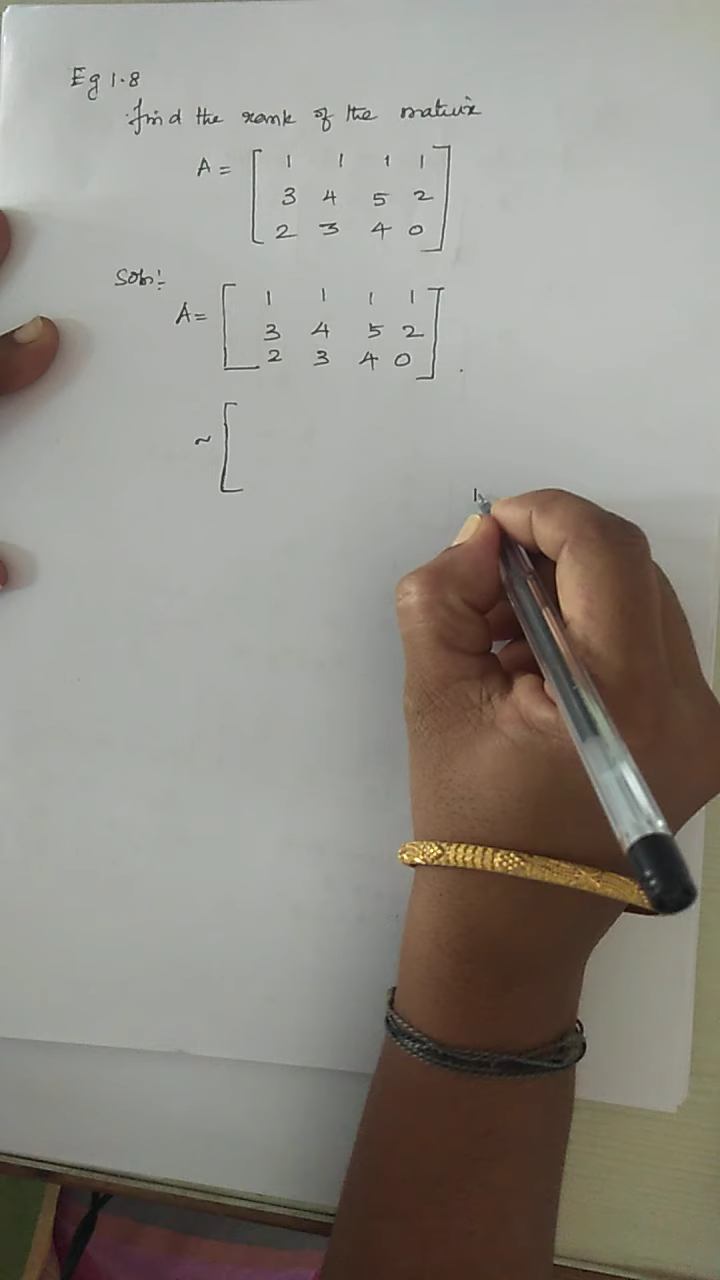 Eg 1.8
Find the rank of the matrix
A = [ 1 1 1 1
3 4 5 2
2 3 4 0 ]
Soln:
A = [ 1 1 1 1
3 4 5 2
2 3 4 0 ] .
~ [